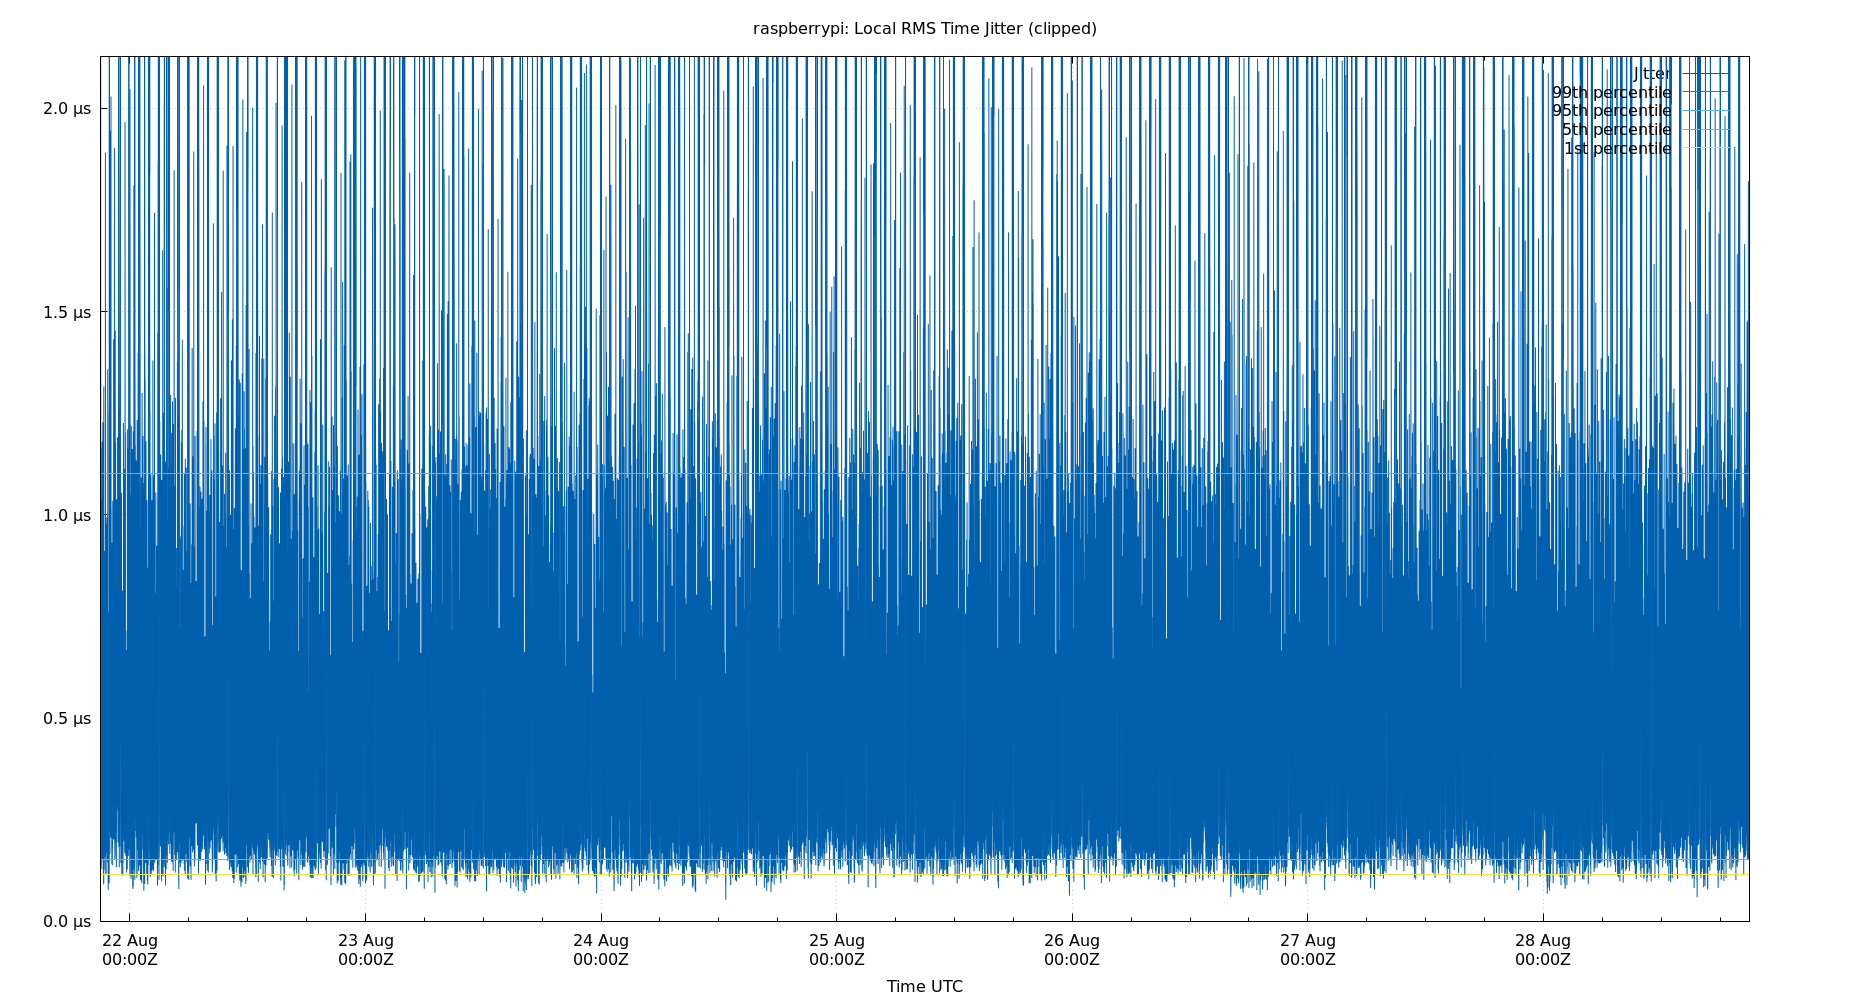 raspberrypi: Local RMS Time Jitter (clipped)
Jitter
99th percentile
95th percentile
5th percentile
1st percentile
2.0 μs
1.5 μs
1.0 μs
0.5 μs
0.0 μs
22 Aug 23 Aug 24 Aug 25 Aug 26 Aug 27 Aug 28 Aug
00:00Z 00:00Z 00:00Z 00:00Z 00:00Z 00:00Z 00:00Z
Time UTC